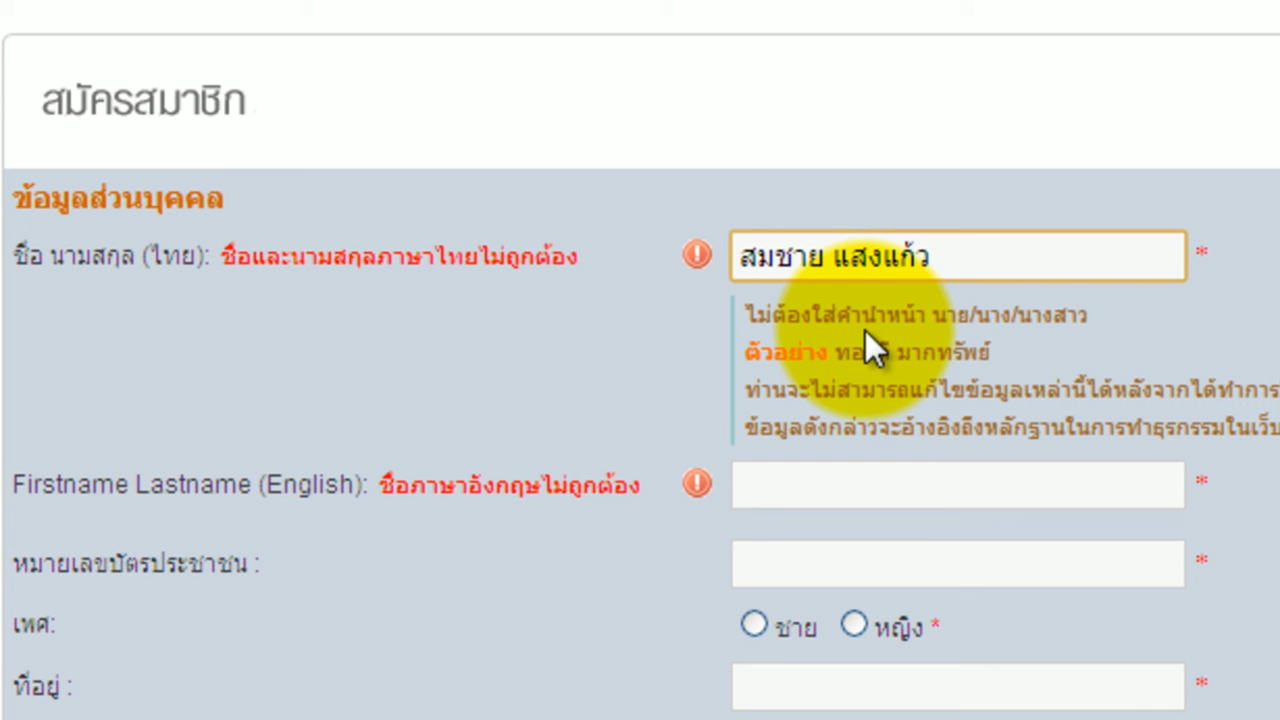 สมัครสมาชิก
ข้อมูลส่วนบุคคล
ชื่อ นามสกุล (ไทย): ชื่อและนามสกุลภาษาไทยไม่ถูกต้อง สมชาย แสงแก้ว *
ไม่ต้องใส่คำนำหน้า นาย/นาง/นางสาว
ตัวอย่าง มากทรัพย์
ท่านจะไม่สามารถแก้ไขข้อมูลเหล่านี้ได้หลังจากได้ทำการ
ข้อมูลดังกล่าวจะอ้างอิงถึงหลักฐานในการทำธุรกรรมในเว็บ
Firstname Lastname (English): ชื่อภาษาอังกฤษไม่ถูกต้อง *
หมายเลขบัตรประชาชน : *
เพศ: ชาย หญิง *
ที่อยู่ : *